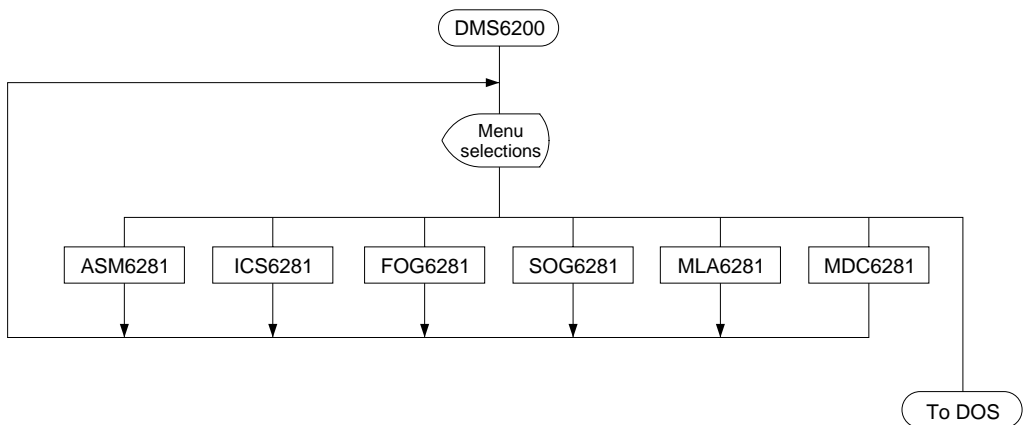 DMS6200
Menu
selections
ASM6281
ICS6281
FOG6281
SOG6281
MLA6281
MDC6281
To DOS